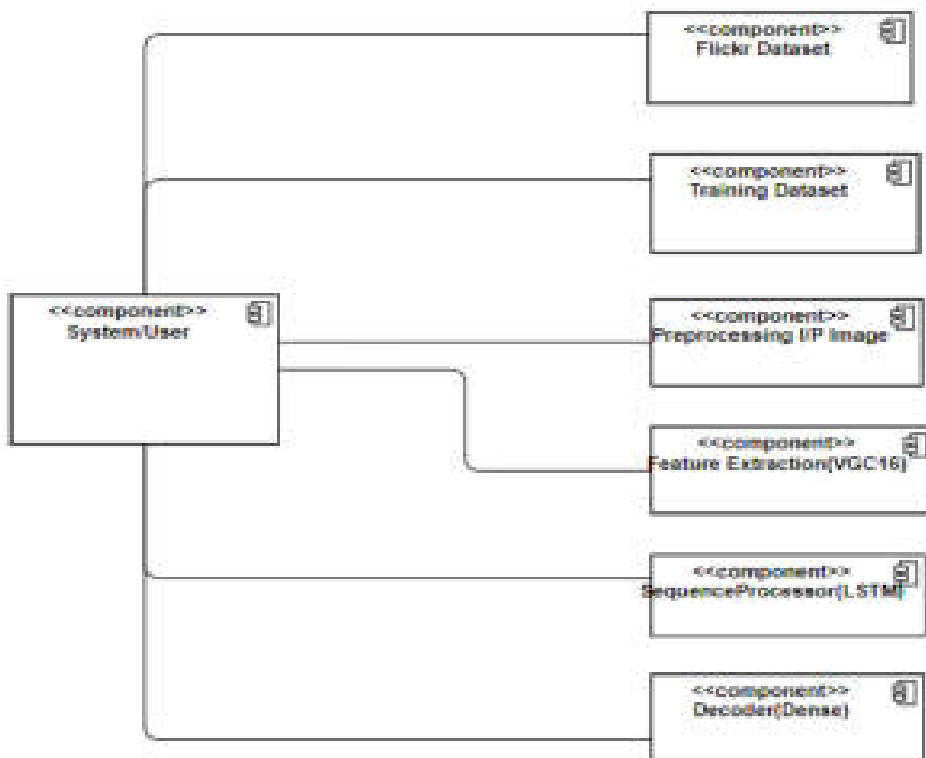 <<component>>
Flickr Dataset
<<component>>
Training Dataset
<<component>>
System/User
<<component>>
Preprocessing I/P Image
<<component>>
Feature Extraction(VGC16)
<<component>>
SequenceProcessor(LSTM)
<<component>>
Decoder(Dense)